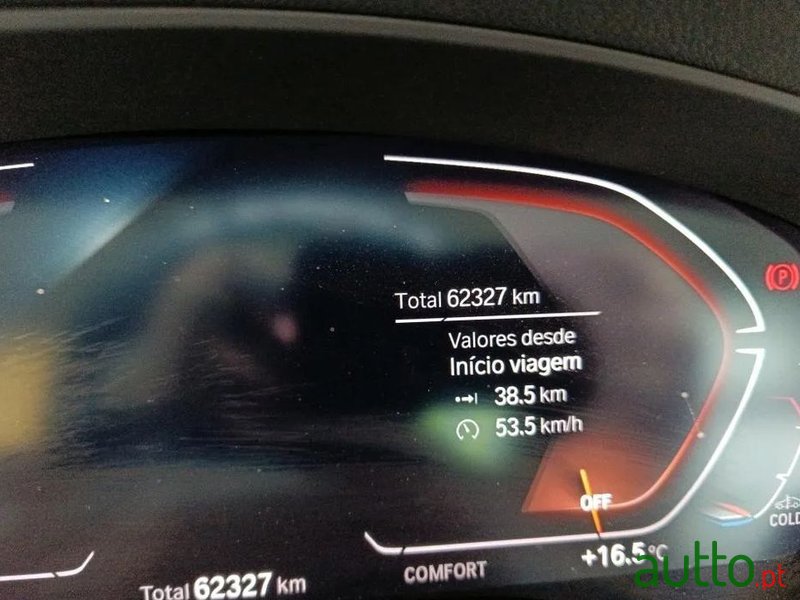 Total 62327 km
Valores desde
Início viagem
38.5 km
53.5 km/h
P
OFF
COLD
+16.5°C
COMFORT
Total 62327 km
autto.pt